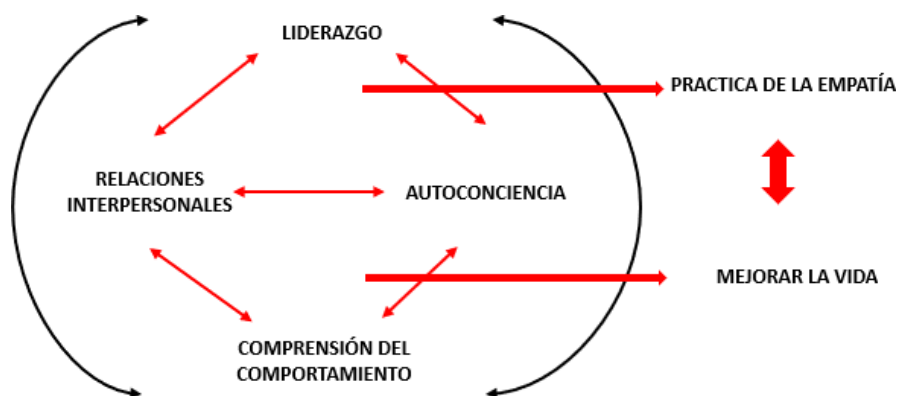 LIDERAZGO
PRACTICA DE LA EMPATÍA
RELACIONES
INTERPERSONALES
AUTOCONCIENCIA
MEJORAR LA VIDA
COMPRENSIÓN DEL
COMPORTAMIENTO